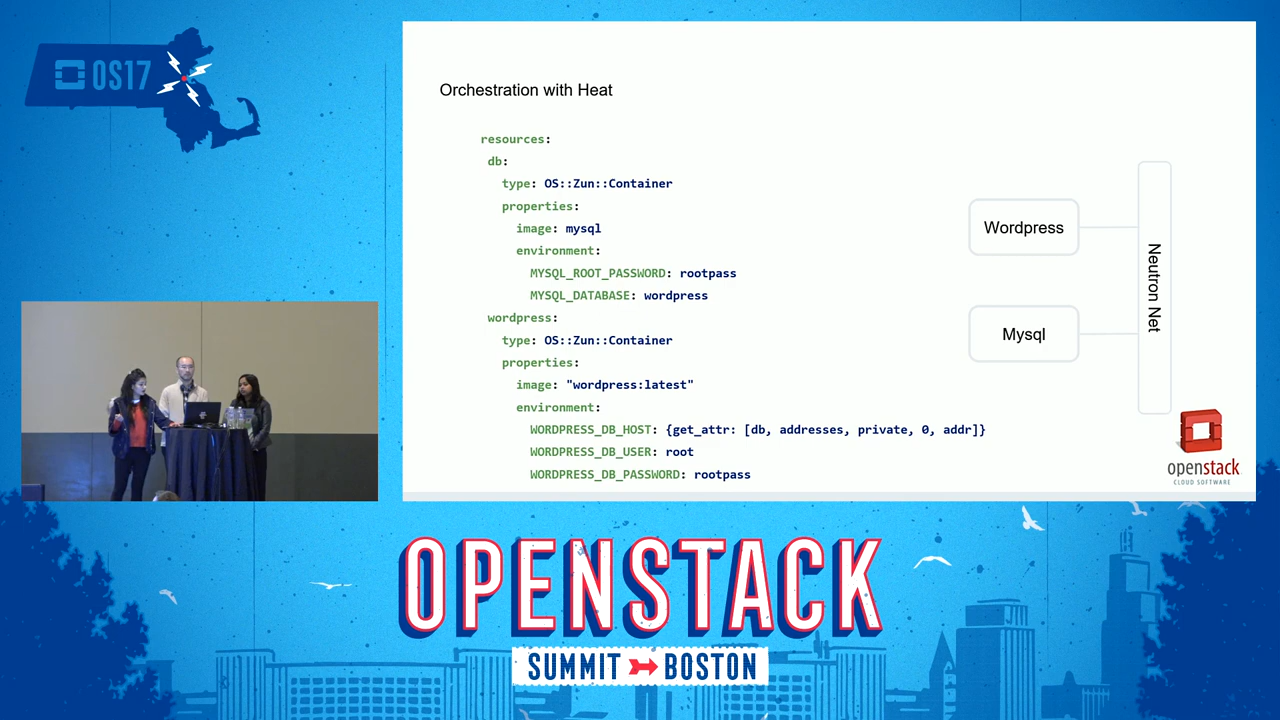 OS17
Orchestration with Heat
resources:
db:
type: OS::Zun::Container
properties:
image: mysql
environment:
MYSQL_ROOT_PASSWORD: rootpass
MYSQL_DATABASE: wordpress
wordpress:
type: OS::Zun::Container
properties:
image: "wordpress:latest"
environment:
WORDPRESS_DB_HOST: {get_attr: [db, addresses, private, 0, addr]}
WORDPRESS_DB_USER: root
WORDPRESS_DB_PASSWORD: rootpass
Wordpress
Mysql
Neutron Net
openstack
CLOUD SOFTWARE
OPENSTACK
SUMMIT BOSTON